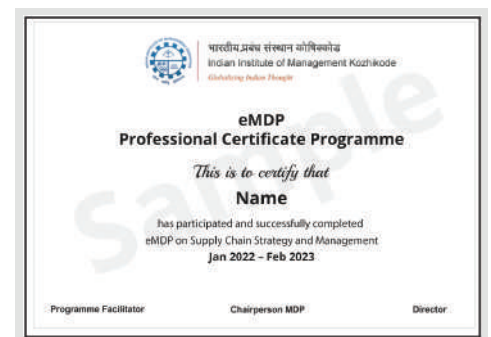 भारतीय प्रबंध संस्थान कोषिक्कोड
Indian Institute of Management Kozhikode
Globalizing Indian Thought
eMDP
Professional Certificate Programme
This is to certify that
Name
has participated and successfully completed
eMDP on Supply Chain Strategy and Management
Jan 2022 – Feb 2023
Sample
Programme Facilitator Chairperson MDP Director